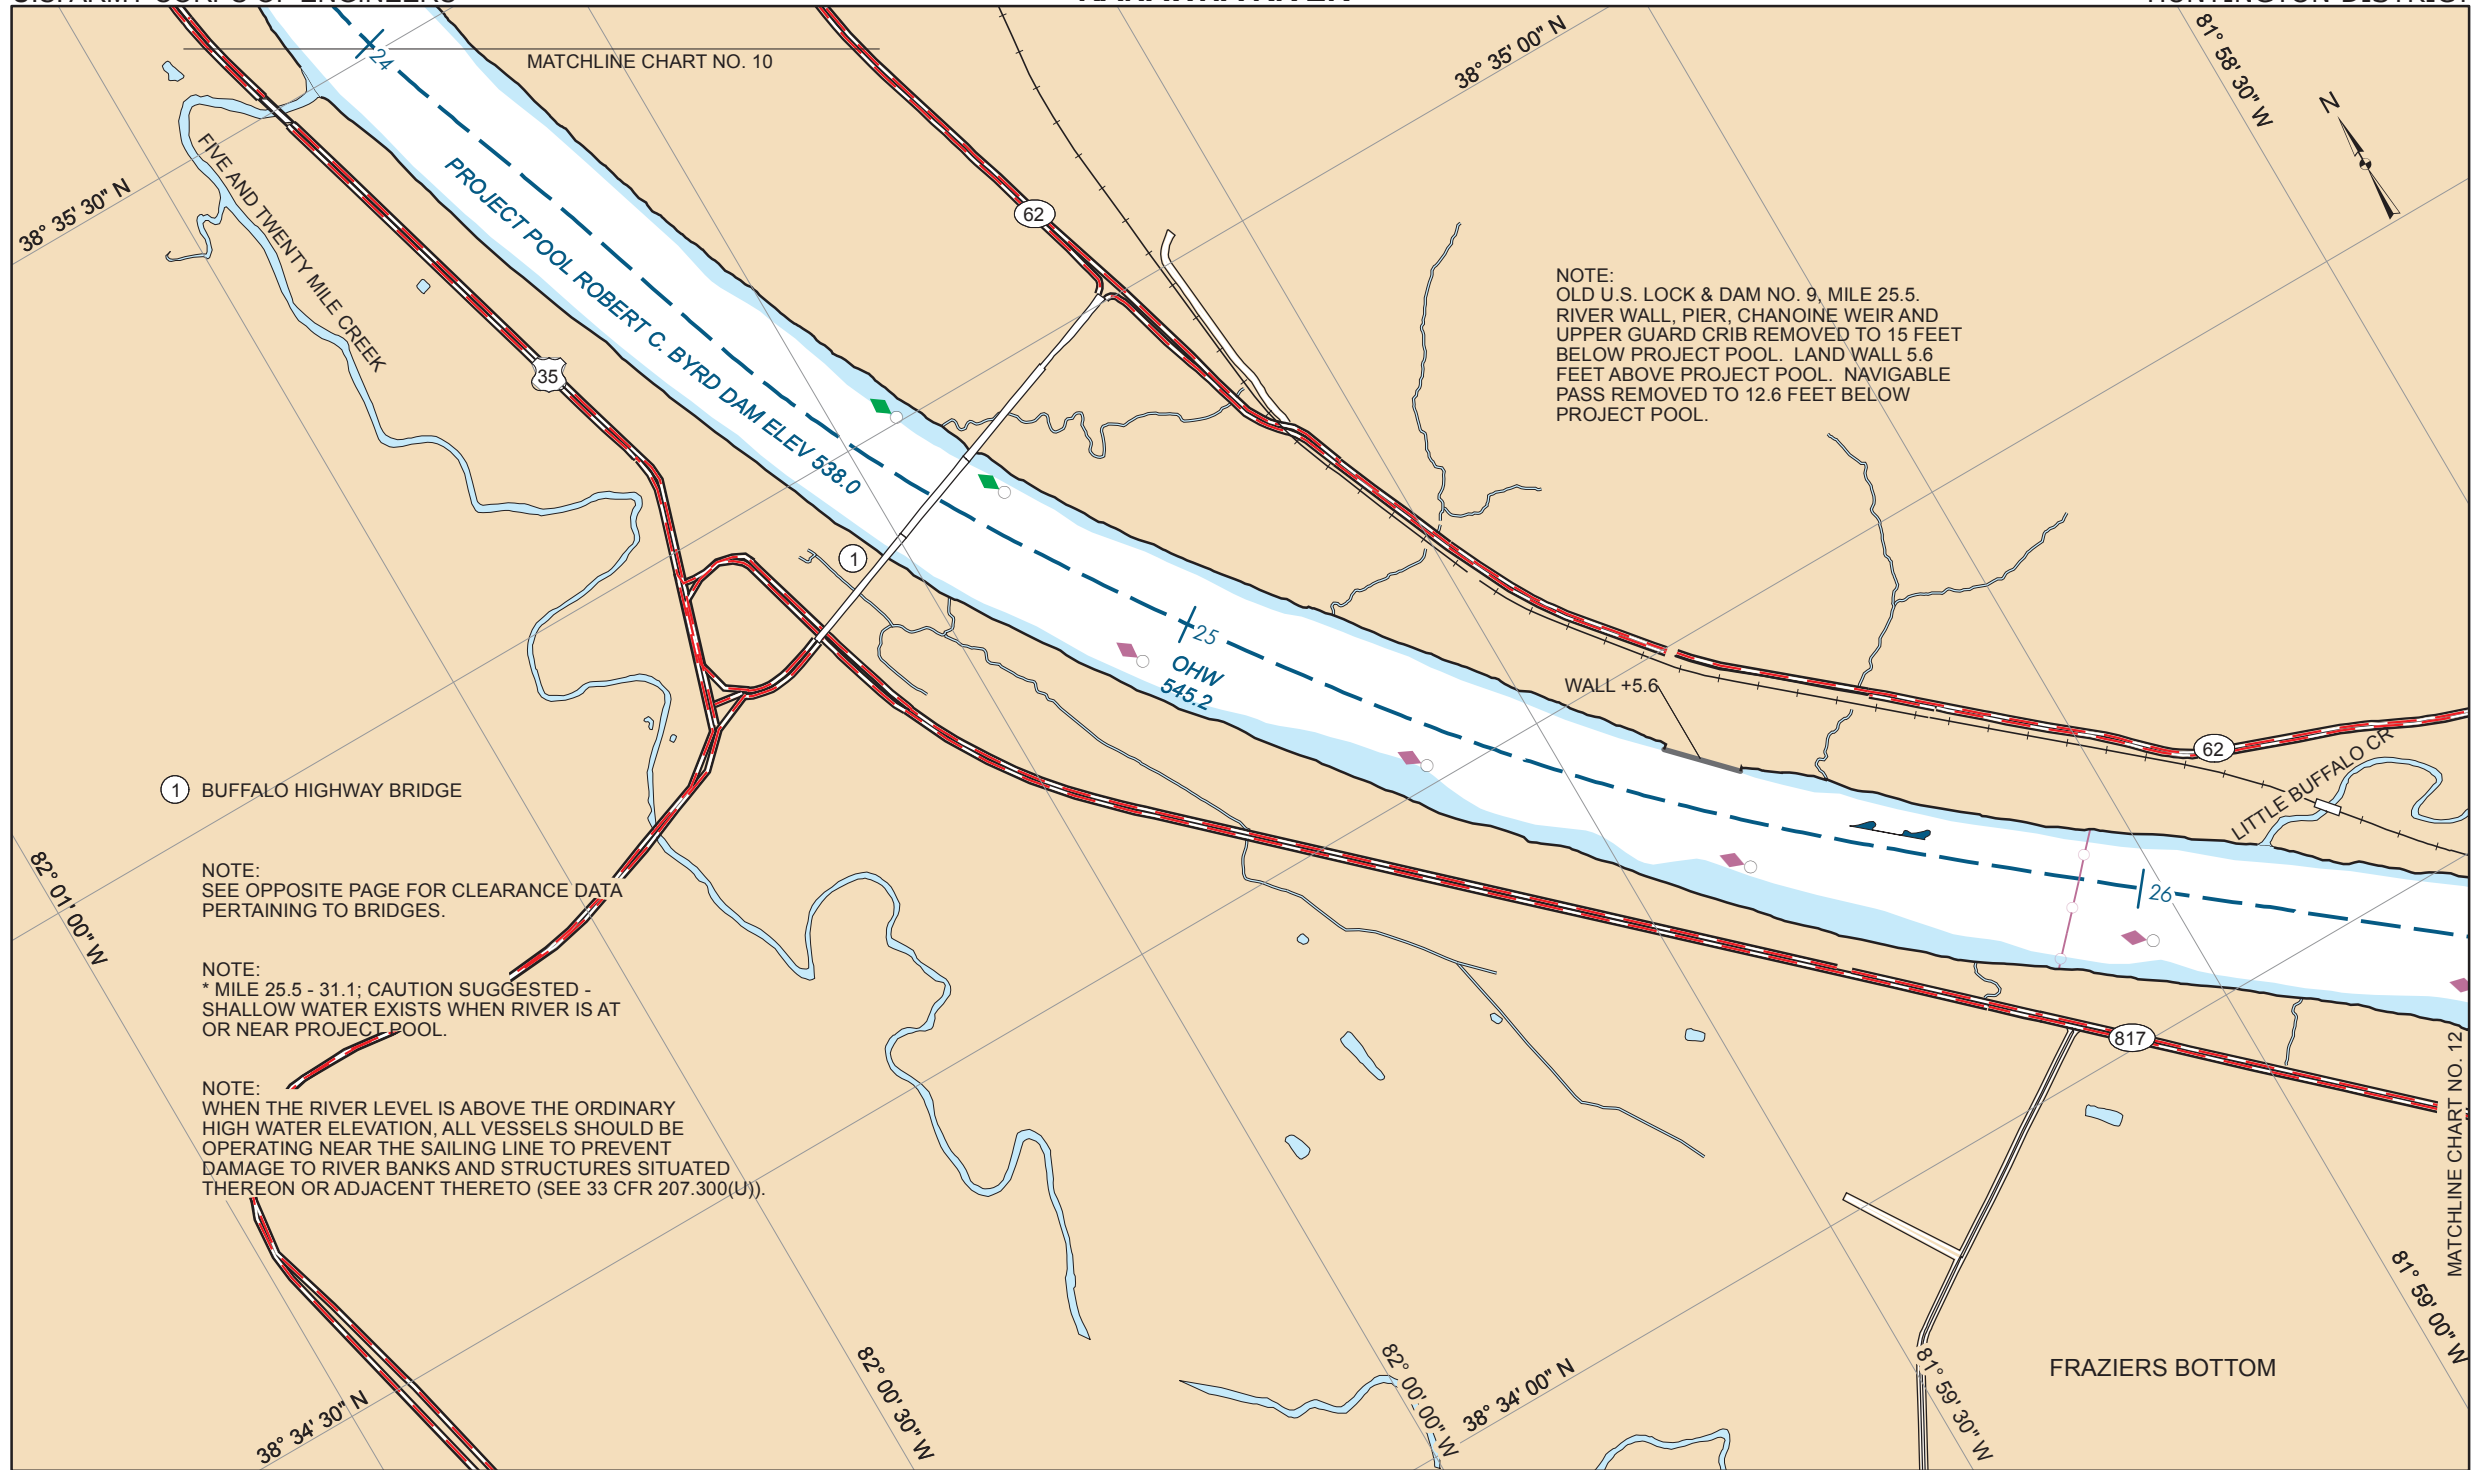 U.S. ARMY CORPS OF ENGINEERS
KANAWHA RIVER
HUNTINGTON DISTRICT
24
MATCHLINE CHART NO. 10
38° 35' 00" N
81° 58' 30" W
N
FIVE AND TWENTY MILE CREEK
38° 35' 30" N
PROJECT POOL ROBERT C. BYRD DAM ELEV 538.0
62
NOTE:
OLD U.S. LOCK & DAM NO. 9, MILE 25.5.
RIVER WALL, PIER, CHANOINE WEIR AND
UPPER GUARD CRIB REMOVED TO 15 FEET
BELOW PROJECT POOL.  LAND WALL 5.6
FEET ABOVE PROJECT POOL.  NAVIGABLE
PASS REMOVED TO 12.6 FEET BELOW
PROJECT POOL.
35
1
25
OHW
545.2
WALL +5.6
62
LITTLE BUFFALO CR
1 BUFFALO HIGHWAY BRIDGE
26
82° 01' 00" W
NOTE:
SEE OPPOSITE PAGE FOR CLEARANCE DATA
PERTAINING TO BRIDGES.
NOTE:
* MILE 25.5 - 31.1; CAUTION SUGGESTED -
SHALLOW WATER EXISTS WHEN RIVER IS AT
OR NEAR PROJECT POOL.
817
MATCHLINE CHART NO. 12
NOTE:
WHEN THE RIVER LEVEL IS ABOVE THE ORDINARY
HIGH WATER ELEVATION, ALL VESSELS SHOULD BE
OPERATING NEAR THE SAILING LINE TO PREVENT
DAMAGE TO RIVER BANKS AND STRUCTURES SITUATED
THEREON OR ADJACENT THERETO (SEE 33 CFR 207.300(U)).
81° 59' 00" W
FRAZIERS BOTTOM
38° 34' 30" N
82° 00' 30" W
82° 00' 00" W
38° 34' 00" N
81° 59' 30" W